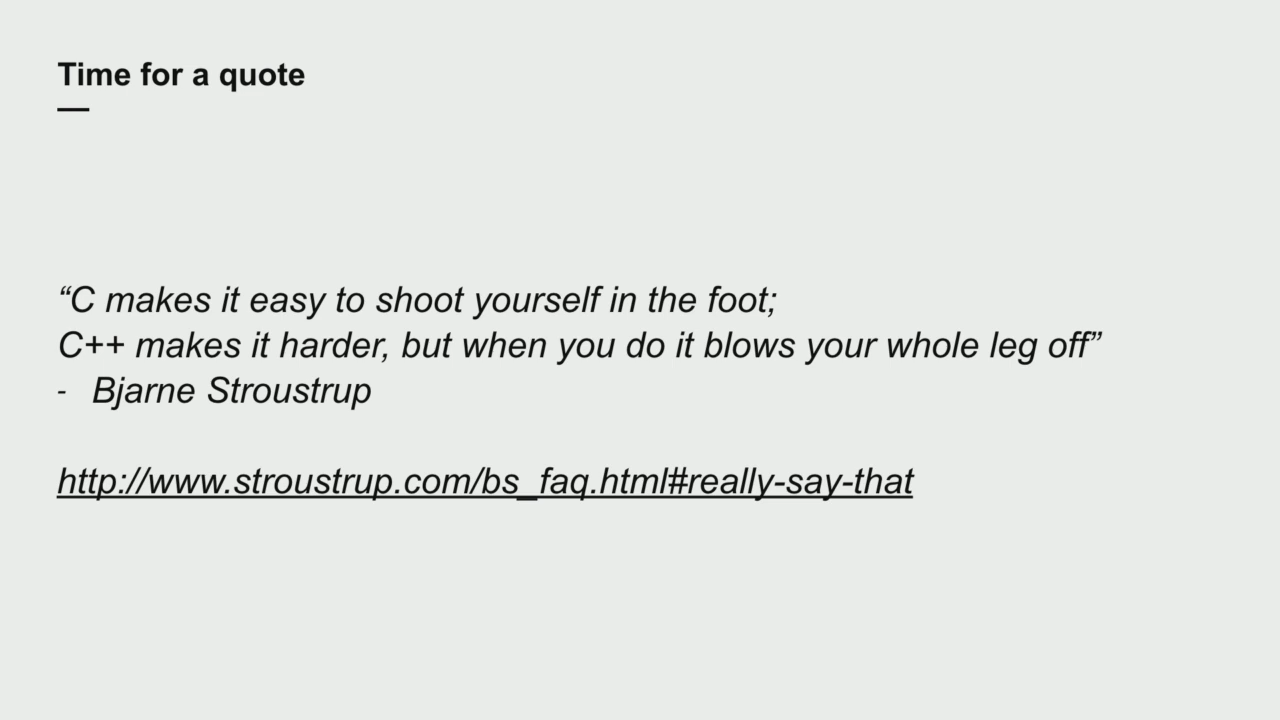 Time for a quote
“C makes it easy to shoot yourself in the foot;
C++ makes it harder, but when you do it blows your whole leg off”
- Bjarne Stroustrup
http://www.stroustrup.com/bs_faq.html#really-say-that